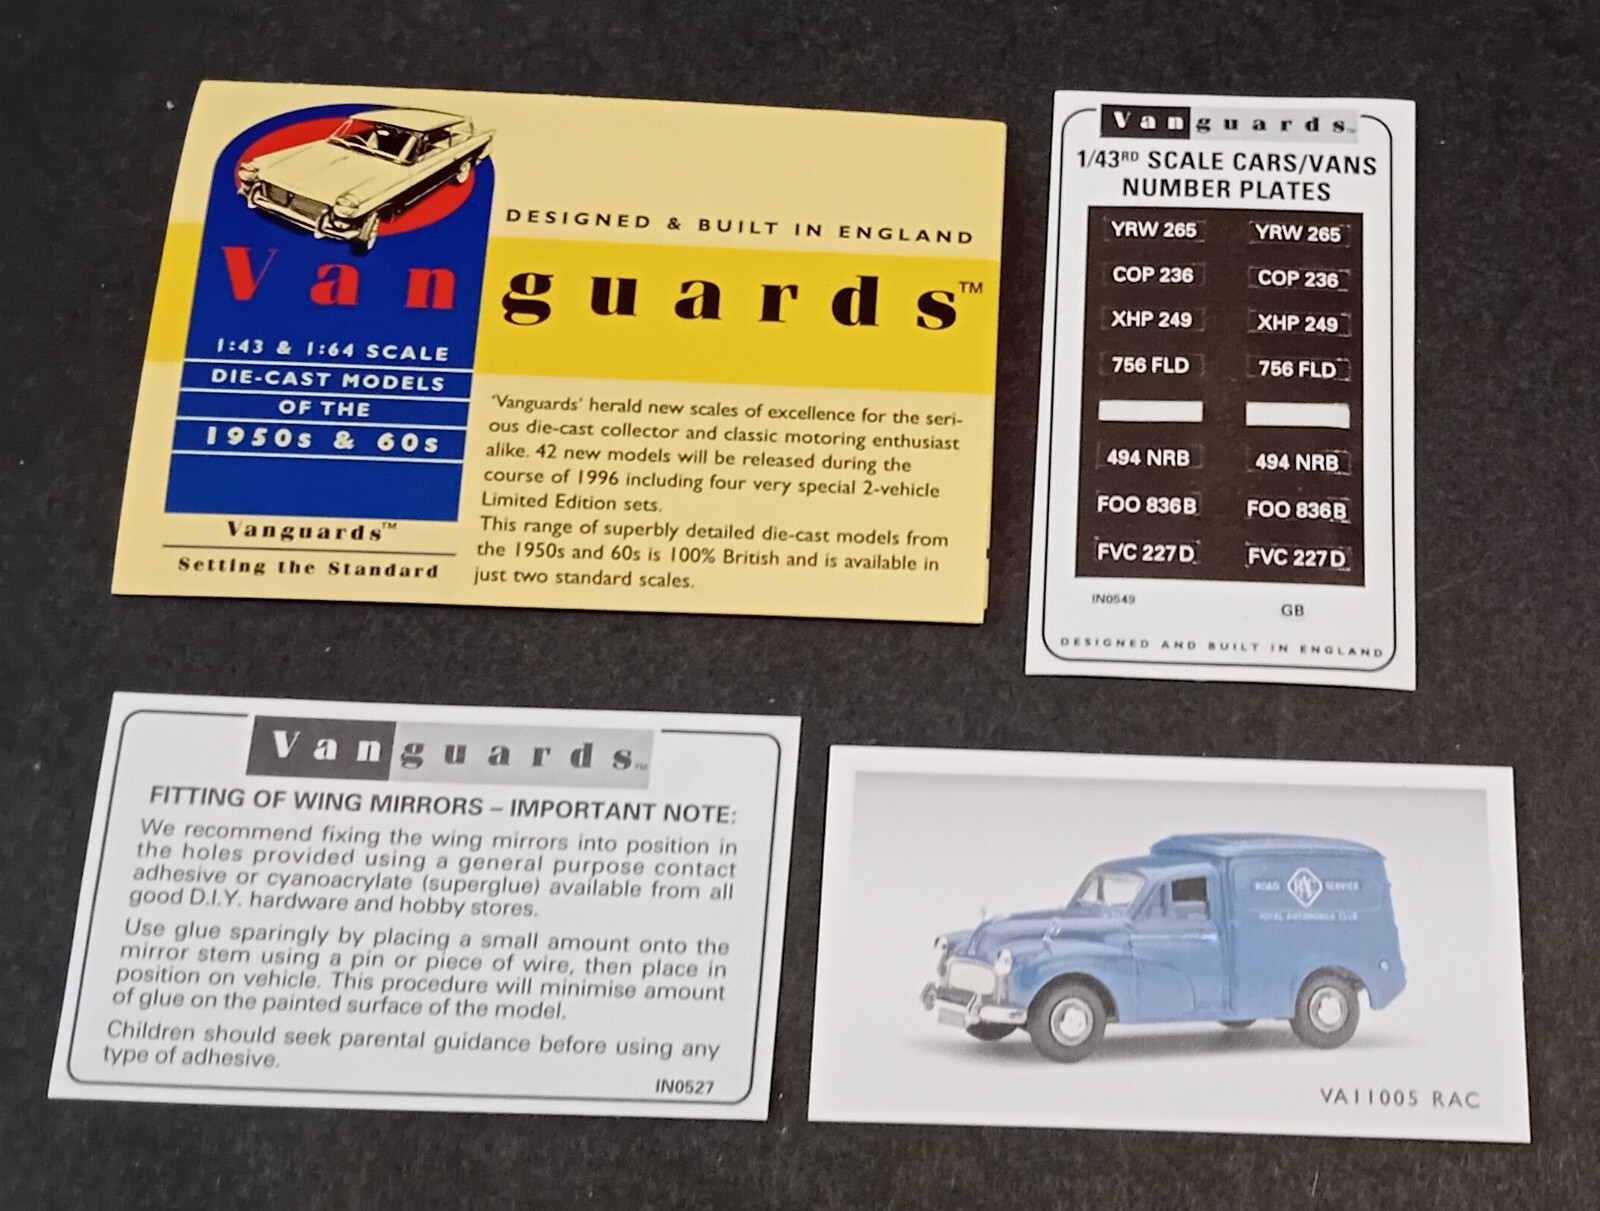 DESIGNED & BUILT IN ENGLAND
Vanguards™
1:43 & 1:64 SCALE
DIE-CAST MODELS
OF THE
1950s & 60s
Vanguards™
Setting the Standard
'Vanguards' herald new scales of excellence for the seri-
ous die-cast collector and classic motoring enthusiast
alike. 42 new models will be released during the
course of 1996 including four very special 2-vehicle
Limited Edition sets.
This range of superbly detailed die-cast models from
the 1950s and 60s is 100% British and is available in
just two standard scales.
Vanguards™
1/43RD SCALE CARS/VANS
NUMBER PLATES
YRW 265 YRW 265
COP 236 COP 236
XHP 249 XHP 249
756 FLD 756 FLD
494 NRB 494 NRB
FOO 836B FOO 836B
FVC 227D FVC 227D
IN0549
GB
DESIGNED AND BUILT IN ENGLAND
Vanguards™
FITTING OF WING MIRRORS – IMPORTANT NOTE:
We recommend fixing the wing mirrors into position in
the holes provided using a general purpose contact
adhesive or cyanoacrylate (superglue) available from all
good D.I.Y. hardware and hobby stores.
Use glue sparingly by placing a small amount onto the
mirror stem using a pin or piece of wire, then place in
position on vehicle. This procedure will minimise amount
of glue on the painted surface of the model.
Children should seek parental guidance before using any
type of adhesive.
IN0527
ROAD RAC SERVICE
ROYAL AUTOMOBILE CLUB
VA11005 RAC